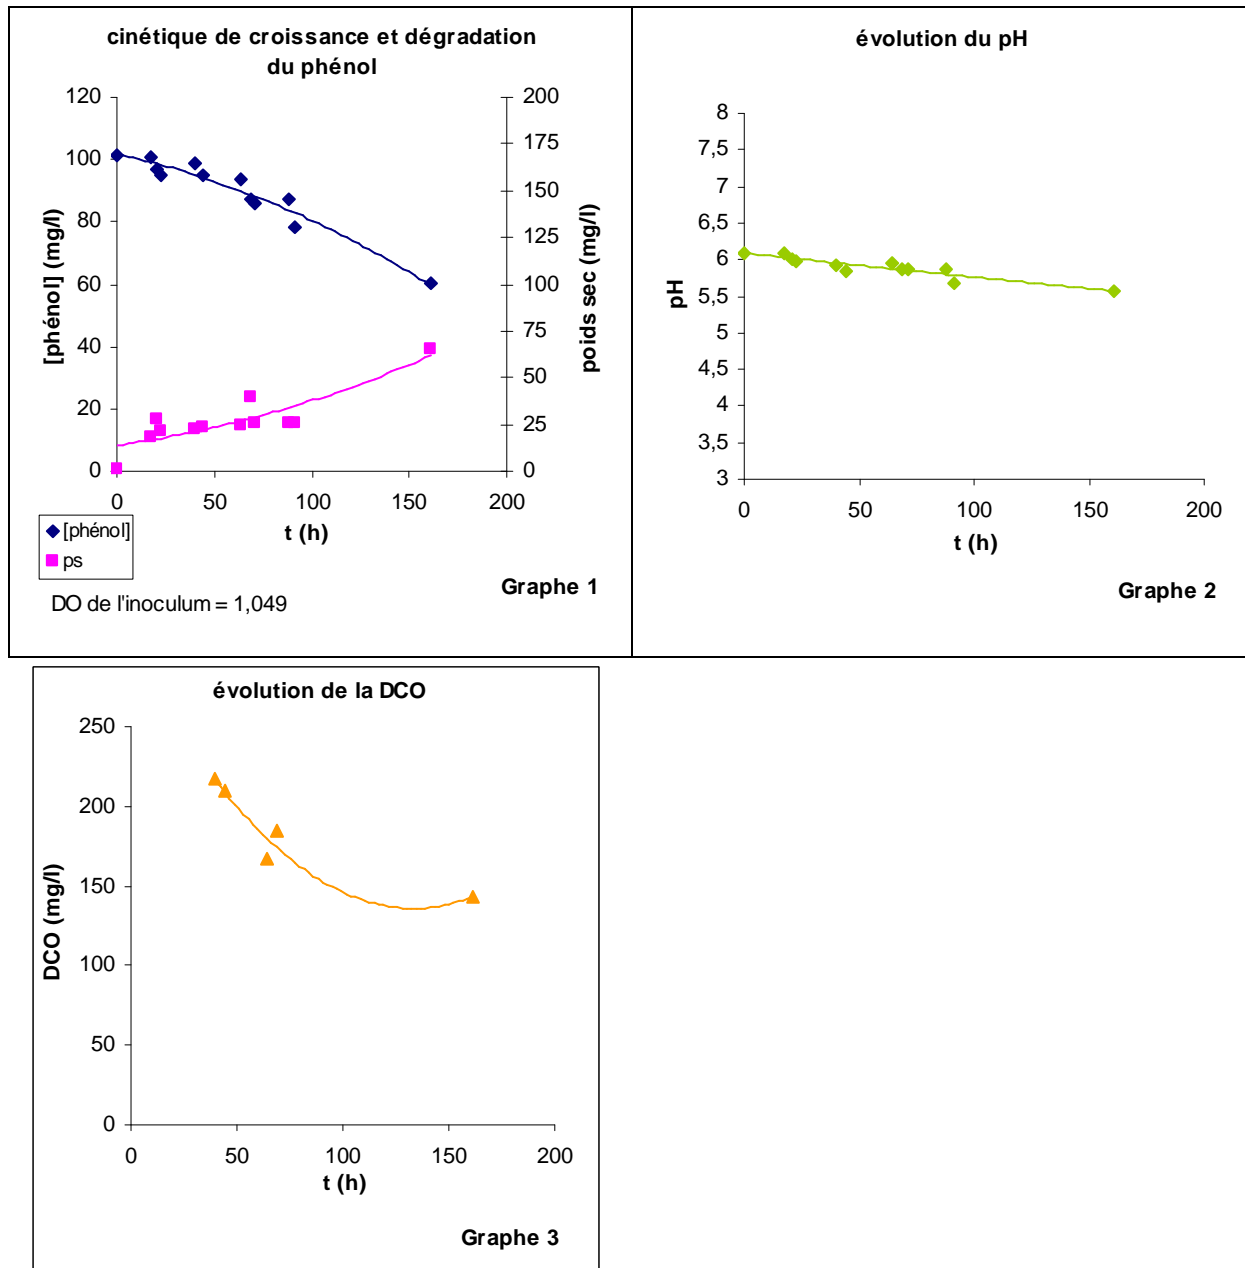 cinétique de croissance et dégradation
du phénol
120
100
80
60
40
20
0
[phénol] (mg/l)
200
175
150
125
100
75
50
25
0
poids sec (mg/l)
0 50 100 150 200
t (h)
[phénol]
ps
Graphe 1
DO de l'inoculum = 1,049
évolution du pH
8
7,5
7
6,5
6
5,5
5
4,5
4
3,5
3
pH
0 50 100 150 200
t (h)
Graphe 2
évolution de la DCO
250
200
150
100
50
0
DCO (mg/l)
0 50 100 150 200
t (h)
Graphe 3